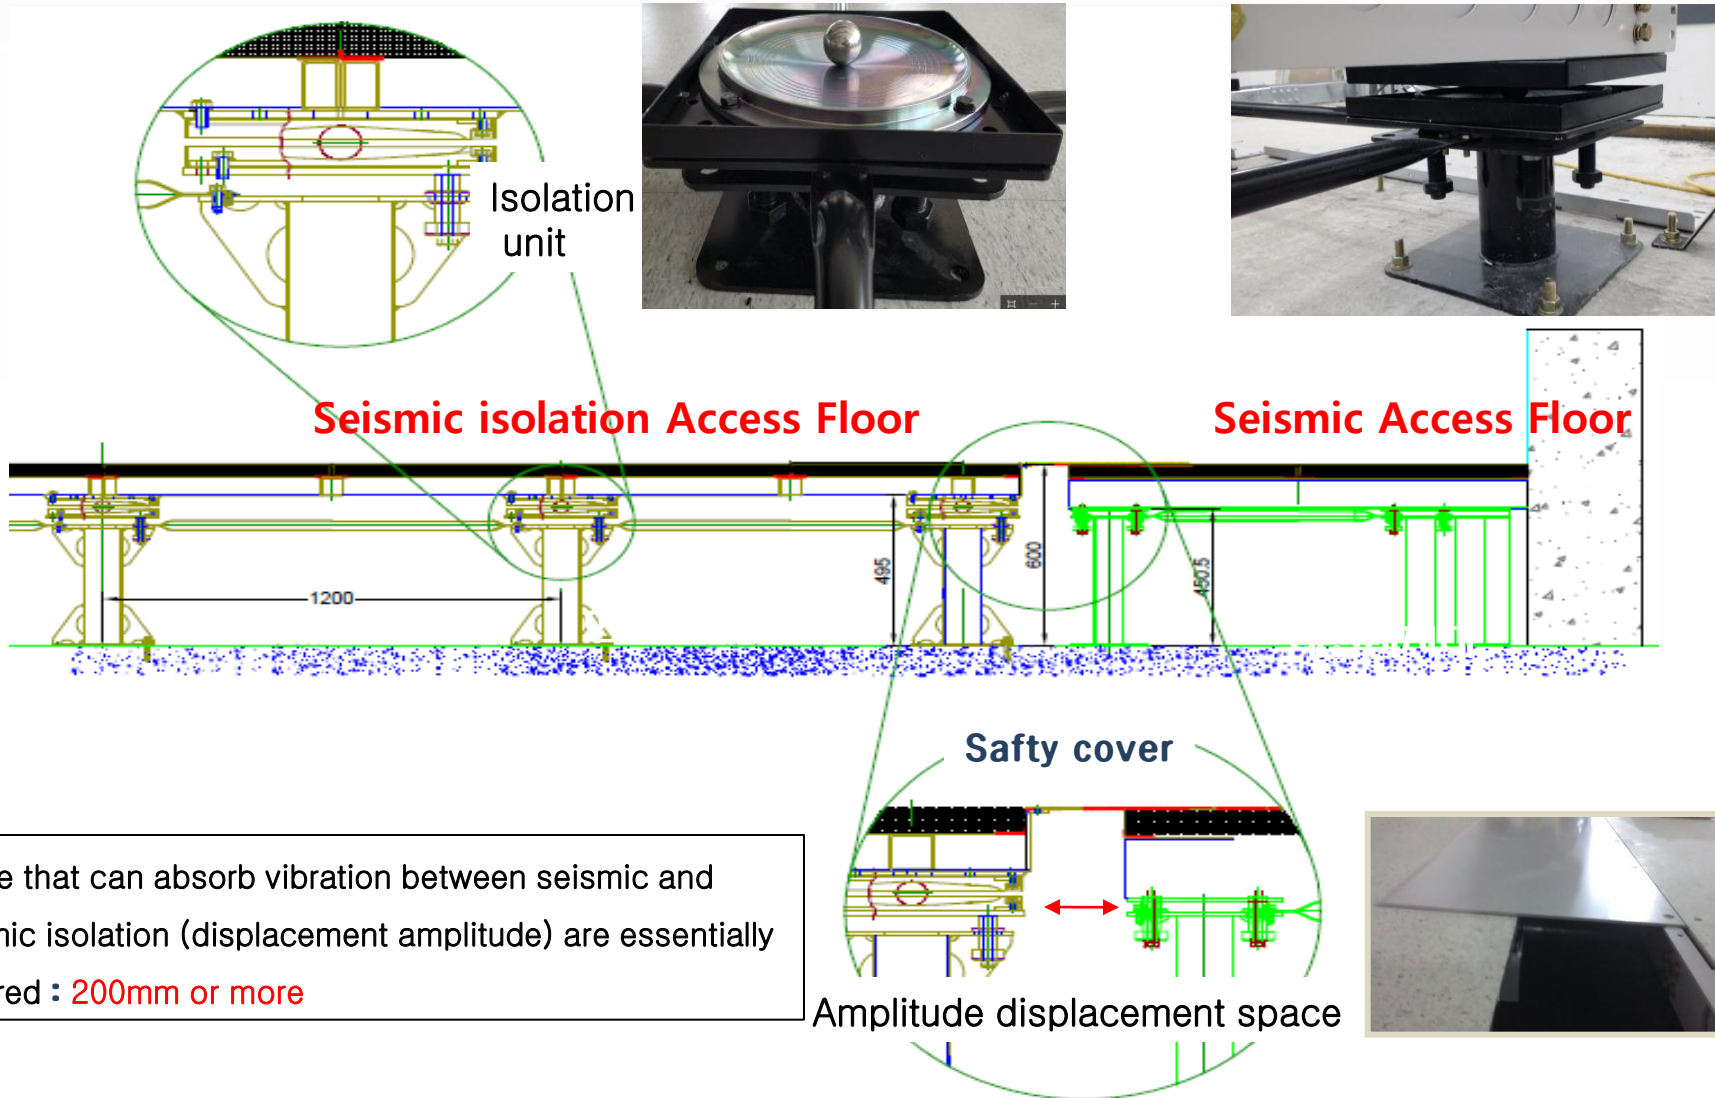 Isolation
unit
Seismic isolation Access Floor
Seismic Access Floor
1200
495
600
450.5
Safty cover
e that can absorb vibration between seismic and
mic isolation (displacement amplitude) are essentially
red : 200mm or more
Amplitude displacement space